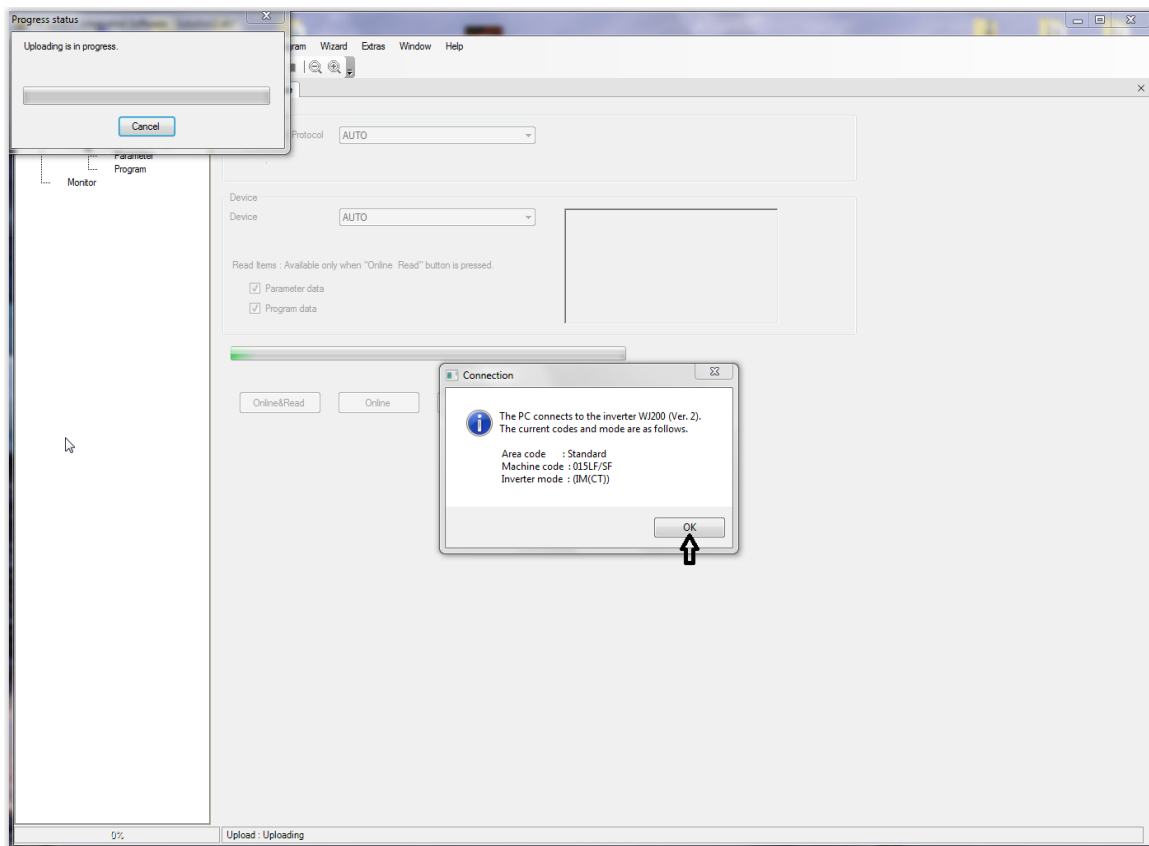 Progress status
Uploading is in progress.
Cancel
Wizard Extras Window Help
Protocol AUTO
Parameter
Program
Monitor
Device
Device AUTO
Read Items : Available only when "Online Read" button is pressed.
Parameter data
Program data
Online&Read Online
Connection
The PC connects to the inverter WJ200 (Ver. 2).
The current codes and mode are as follows.
Area code : Standard
Machine code : 015LF/SF
Inverter mode : (IM(CT))
OK
0%
Upload : Uploading